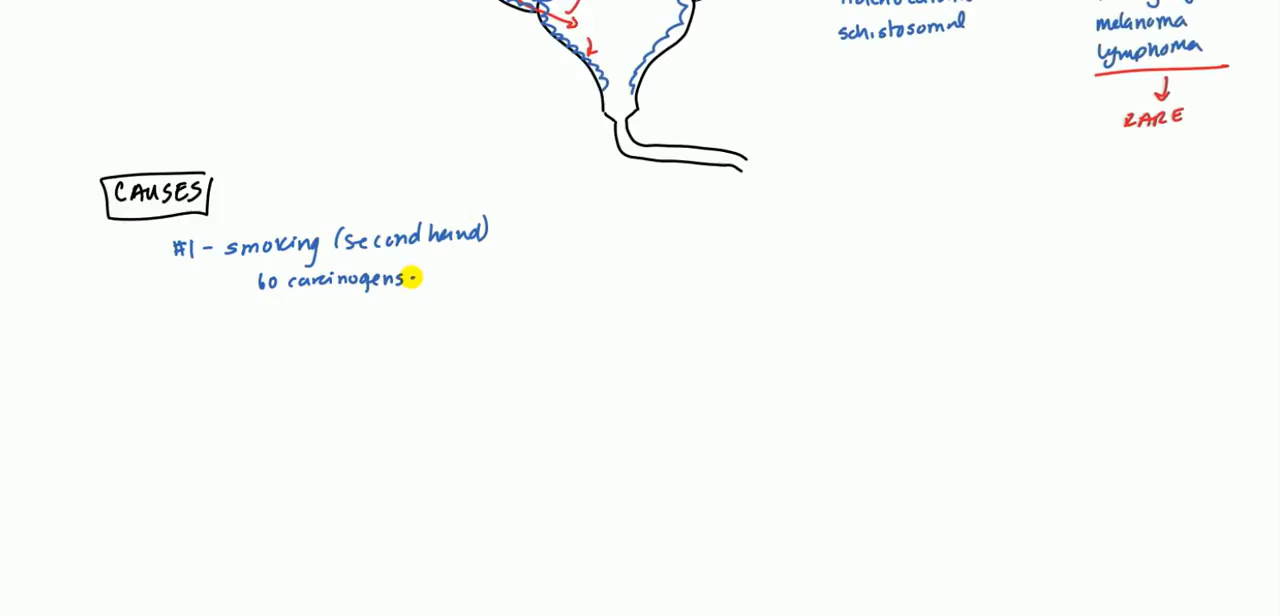 schistosomal
melanoma
lymphoma
RARE
CAUSES
#1 - smoking (second hand)
60 carcinogens